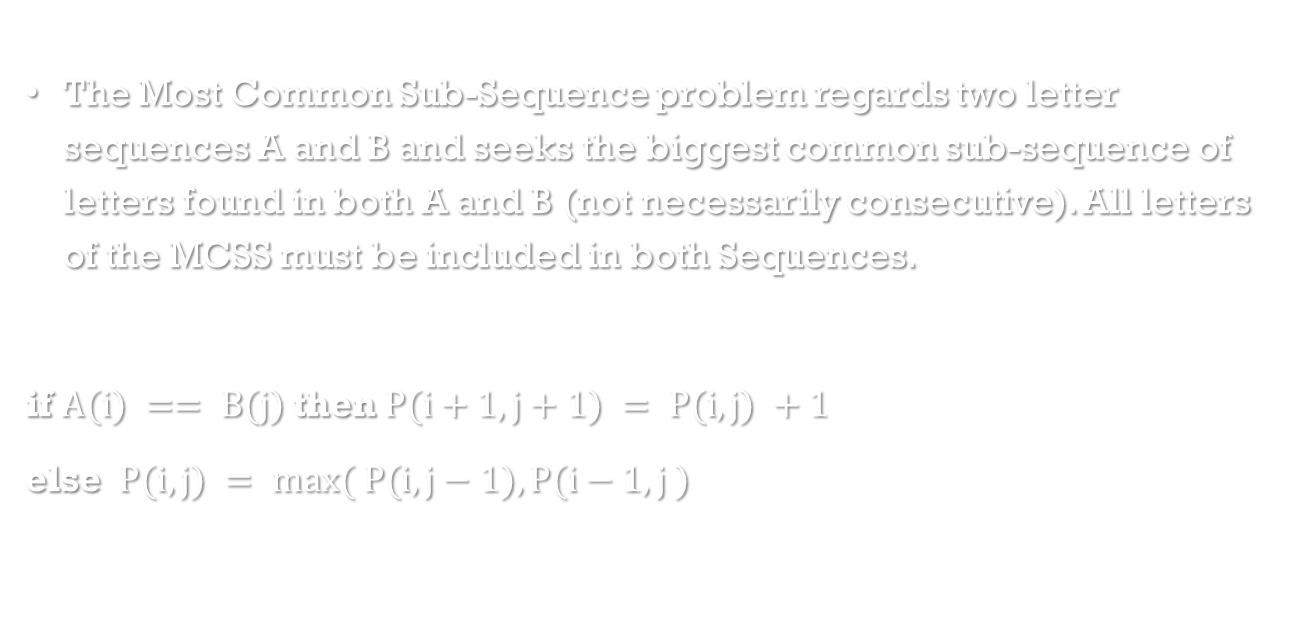 • The Most Common Sub-Sequence problem regards two letter
sequences A and B and seeks the biggest common sub-sequence of
letters found in both A and B (not necessarily consecutive). All letters
of the MCSS must be included in both Sequences.
if A(i) == B(j) then P(i + 1, j + 1) = P(i, j) + 1
else P(i, j) = max( P(i, j − 1), P(i − 1, j )